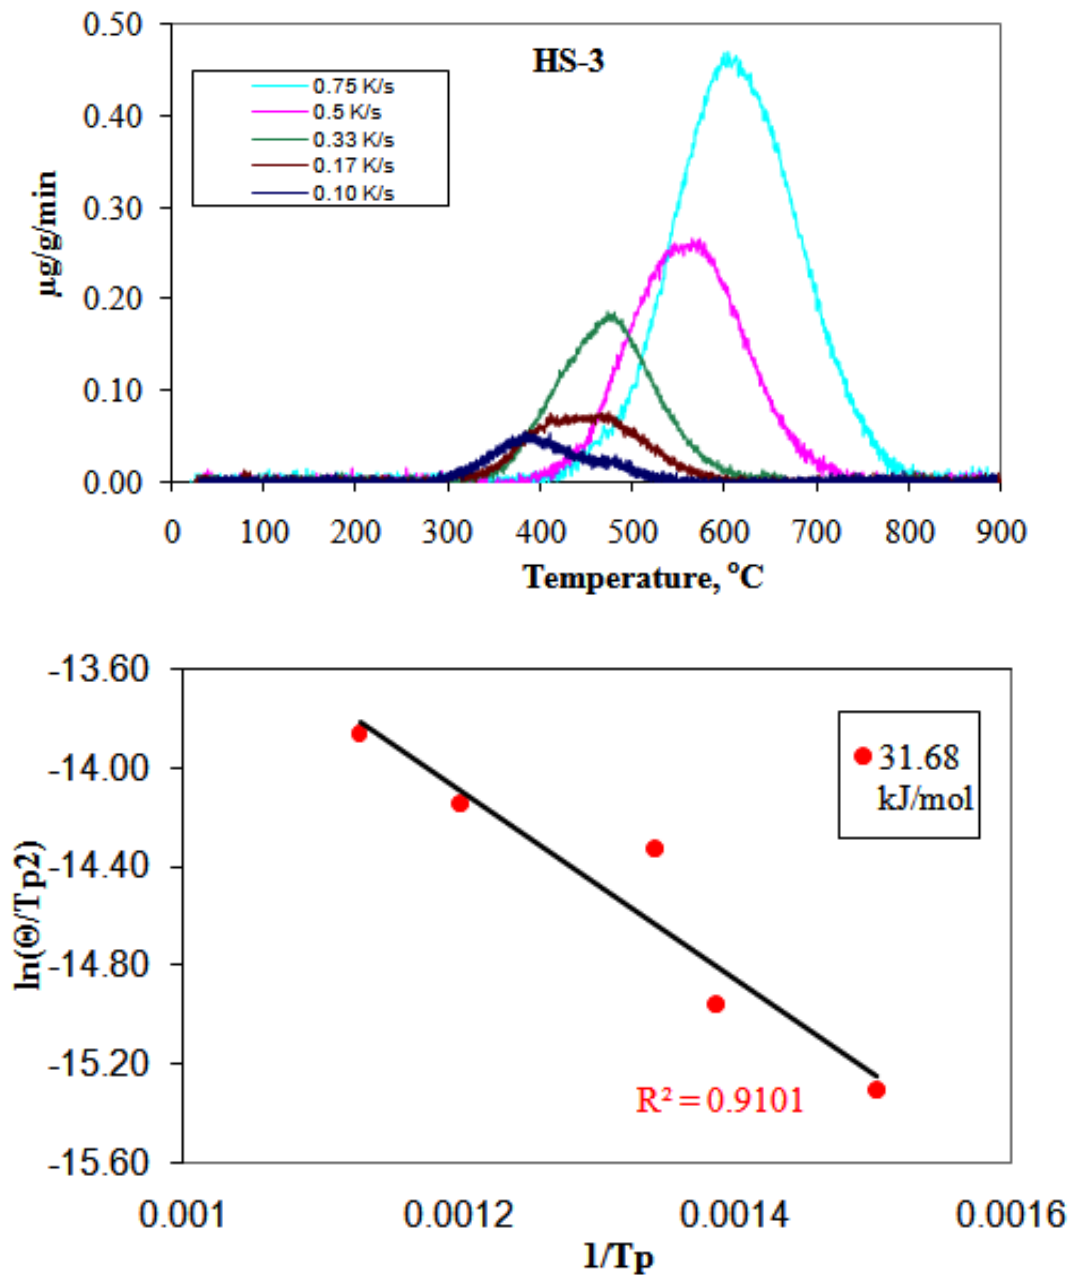 0.50
HS-3
0.75 K/s
0.5 K/s
0.33 K/s
0.17 K/s
0.10 K/s
0.40
0.30
0.20
0.10
0.00
µg/g/min
0 100 200 300 400 500 600 700 800 900
Temperature, °C
-13.60
-14.00
-14.40
-14.80
-15.20
-15.60
ln(Θ/Tp2)
31.68
kJ/mol
R² = 0.9101
0.001 0.0012 0.0014 0.0016
1/Tp